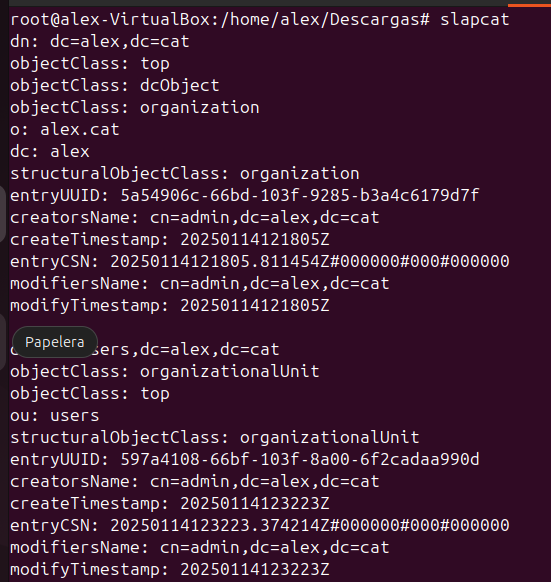 root@alex-VirtualBox:/home/alex/Descargas# slapcat
dn: dc=alex,dc=cat
objectClass: top
objectClass: dcObject
objectClass: organization
o: alex.cat
dc: alex
structuralObjectClass: organization
entryUUID: 5a54906c-66bd-103f-9285-b3a4c6179d7f
creatorsName: cn=admin,dc=alex,dc=cat
createTimestamp: 20250114121805Z
entryCSN: 20250114121805.811454Z#000000#000#000000
modifiersName: cn=admin,dc=alex,dc=cat
modifyTimestamp: 20250114121805Z
Papelera
ers,dc=alex,dc=cat
objectClass: organizationalUnit
objectClass: top
ou: users
structuralObjectClass: organizationalUnit
entryUUID: 597a4108-66bf-103f-8a00-6f2cadaa990d
creatorsName: cn=admin,dc=alex,dc=cat
createTimestamp: 20250114123223Z
entryCSN: 20250114123223.374214Z#000000#000#000000
modifiersName: cn=admin,dc=alex,dc=cat
modifyTimestamp: 20250114123223Z